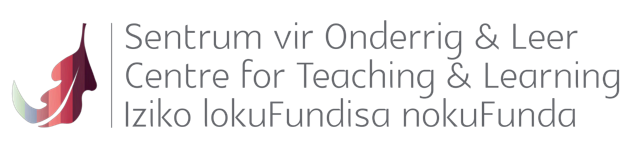 Sentrum vir Onderrig & Leer
Centre for Teaching & Learning
Iziko lokuFundisa nokuFunda